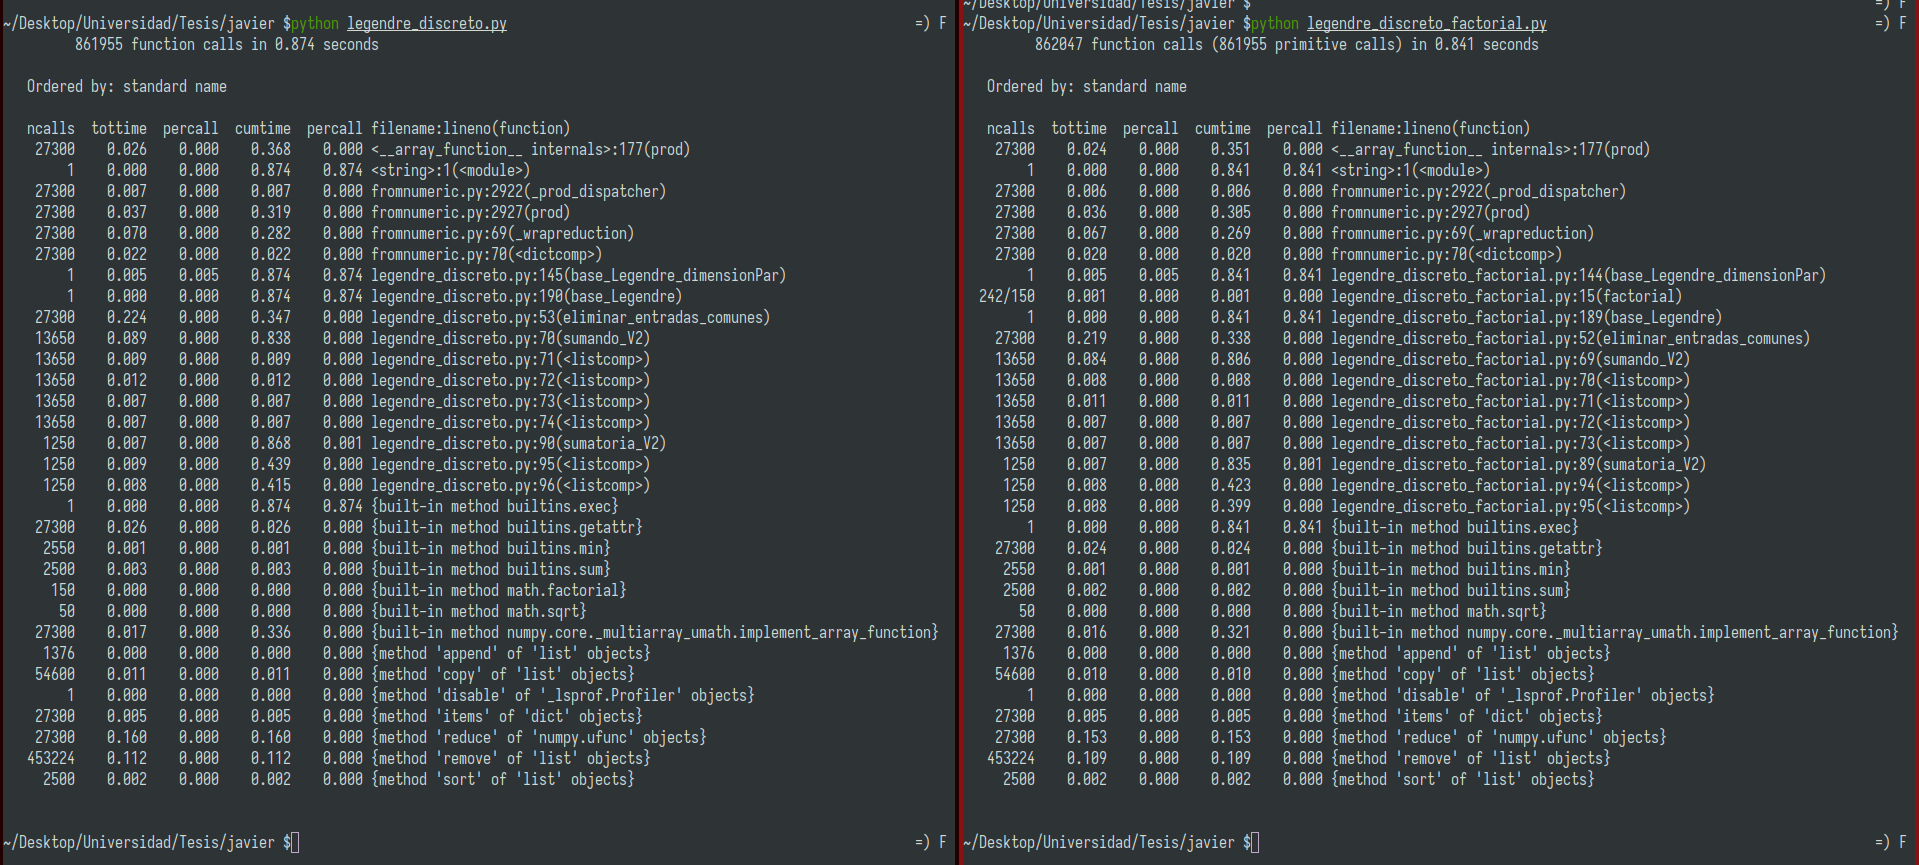 ~/Desktop/Universidad/Tesis/javier $python legendre_discreto.py =) F
861955 function calls in 0.874 seconds
Ordered by: standard name
ncalls tottime percall cumtime percall filename:lineno(function)
27300 0.026 0.000 0.368 0.000 <__array_function__ internals>:177(prod)
1 0.000 0.000 0.874 0.874 <string>:1(<module>)
27300 0.007 0.000 0.007 0.000 fromnumeric.py:2922(_prod_dispatcher)
27300 0.037 0.000 0.319 0.000 fromnumeric.py:2927(prod)
27300 0.070 0.000 0.282 0.000 fromnumeric.py:69(_wrapreduction)
27300 0.022 0.000 0.022 0.000 fromnumeric.py:70(<dictcomp>)
1 0.005 0.005 0.874 0.874 legendre_discreto.py:145(base_Legendre_dimensionPar)
1 0.000 0.000 0.874 0.874 legendre_discreto.py:190(base_Legendre)
27300 0.224 0.000 0.347 0.000 legendre_discreto.py:53(eliminar_entradas_comunes)
13650 0.089 0.000 0.838 0.000 legendre_discreto.py:70(sumando_V2)
13650 0.009 0.000 0.009 0.000 legendre_discreto.py:71(<listcomp>)
13650 0.012 0.000 0.012 0.000 legendre_discreto.py:72(<listcomp>)
13650 0.007 0.000 0.007 0.000 legendre_discreto.py:73(<listcomp>)
13650 0.007 0.000 0.007 0.000 legendre_discreto.py:74(<listcomp>)
1250 0.007 0.000 0.868 0.001 legendre_discreto.py:90(sumatoria_V2)
1250 0.009 0.000 0.439 0.000 legendre_discreto.py:95(<listcomp>)
1250 0.008 0.000 0.415 0.000 legendre_discreto.py:96(<listcomp>)
1 0.000 0.000 0.874 0.874 {built-in method builtins.exec}
27300 0.026 0.000 0.026 0.000 {built-in method builtins.getattr}
2550 0.001 0.000 0.001 0.000 {built-in method builtins.min}
2500 0.003 0.000 0.003 0.000 {built-in method builtins.sum}
150 0.000 0.000 0.000 0.000 {built-in method math.factorial}
50 0.000 0.000 0.000 0.000 {built-in method math.sqrt}
27300 0.017 0.000 0.336 0.000 {built-in method numpy.core._multiarray_umath.implement_array_function}
1376 0.000 0.000 0.000 0.000 {method 'append' of 'list' objects}
54600 0.011 0.000 0.011 0.000 {method 'copy' of 'list' objects}
1 0.000 0.000 0.000 0.000 {method 'disable' of '_lsprof.Profiler' objects}
27300 0.005 0.000 0.005 0.000 {method 'items' of 'dict' objects}
27300 0.160 0.000 0.160 0.000 {method 'reduce' of 'numpy.ufunc' objects}
453224 0.112 0.000 0.112 0.000 {method 'remove' of 'list' objects}
2500 0.002 0.000 0.002 0.000 {method 'sort' of 'list' objects}
~/Desktop/Universidad/Tesis/javier $ =) F
~/Desktop/Universidad/Tesis/javier $ =) F
~/Desktop/Universidad/Tesis/javier $python legendre_discreto_factorial.py =) F
862047 function calls (861955 primitive calls) in 0.841 seconds
Ordered by: standard name
ncalls tottime percall cumtime percall filename:lineno(function)
27300 0.024 0.000 0.351 0.000 <__array_function__ internals>:177(prod)
1 0.000 0.000 0.841 0.841 <string>:1(<module>)
27300 0.006 0.000 0.006 0.000 fromnumeric.py:2922(_prod_dispatcher)
27300 0.036 0.000 0.305 0.000 fromnumeric.py:2927(prod)
27300 0.067 0.000 0.269 0.000 fromnumeric.py:69(_wrapreduction)
27300 0.020 0.000 0.020 0.000 fromnumeric.py:70(<dictcomp>)
1 0.005 0.005 0.841 0.841 legendre_discreto_factorial.py:144(base_Legendre_dimensionPar)
242/150 0.001 0.000 0.001 0.000 legendre_discreto_factorial.py:15(factorial)
1 0.000 0.000 0.841 0.841 legendre_discreto_factorial.py:189(base_Legendre)
27300 0.219 0.000 0.338 0.000 legendre_discreto_factorial.py:52(eliminar_entradas_comunes)
13650 0.084 0.000 0.806 0.000 legendre_discreto_factorial.py:69(sumando_V2)
13650 0.008 0.000 0.008 0.000 legendre_discreto_factorial.py:70(<listcomp>)
13650 0.011 0.000 0.011 0.000 legendre_discreto_factorial.py:71(<listcomp>)
13650 0.007 0.000 0.007 0.000 legendre_discreto_factorial.py:72(<listcomp>)
13650 0.007 0.000 0.007 0.000 legendre_discreto_factorial.py:73(<listcomp>)
1250 0.007 0.000 0.835 0.001 legendre_discreto_factorial.py:89(sumatoria_V2)
1250 0.008 0.000 0.423 0.000 legendre_discreto_factorial.py:94(<listcomp>)
1250 0.008 0.000 0.399 0.000 legendre_discreto_factorial.py:95(<listcomp>)
1 0.000 0.000 0.841 0.841 {built-in method builtins.exec}
27300 0.024 0.000 0.024 0.000 {built-in method builtins.getattr}
2550 0.001 0.000 0.001 0.000 {built-in method builtins.min}
2500 0.002 0.000 0.002 0.000 {built-in method builtins.sum}
50 0.000 0.000 0.000 0.000 {built-in method math.sqrt}
27300 0.016 0.000 0.321 0.000 {built-in method numpy.core._multiarray_umath.implement_array_function}
1376 0.000 0.000 0.000 0.000 {method 'append' of 'list' objects}
54600 0.010 0.000 0.010 0.000 {method 'copy' of 'list' objects}
1 0.000 0.000 0.000 0.000 {method 'disable' of '_lsprof.Profiler' objects}
27300 0.005 0.000 0.005 0.000 {method 'items' of 'dict' objects}
27300 0.153 0.000 0.153 0.000 {method 'reduce' of 'numpy.ufunc' objects}
453224 0.109 0.000 0.109 0.000 {method 'remove' of 'list' objects}
2500 0.002 0.000 0.002 0.000 {method 'sort' of 'list' objects}
~/Desktop/Universidad/Tesis/javier $ =) F